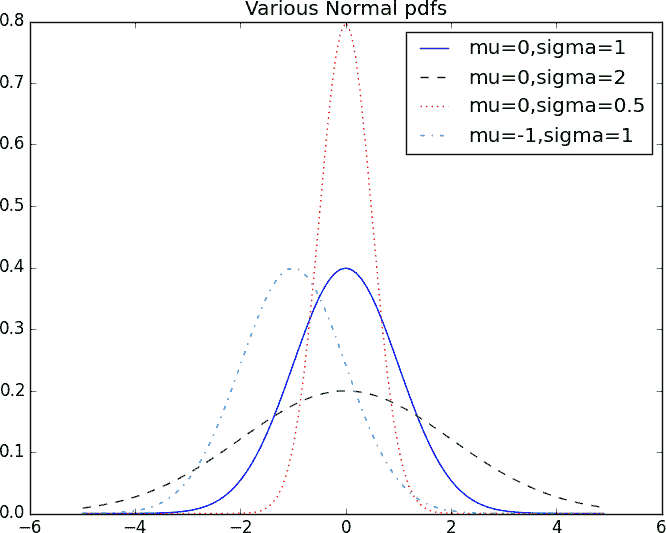 Various Normal pdfs
0.8
0.7
0.6
0.5
0.4
0.3
0.2
0.1
0.0
mu=0,sigma=1
mu=0,sigma=2
mu=0,sigma=0.5
mu=-1,sigma=1
−6 −4 −2 0 2 4 6